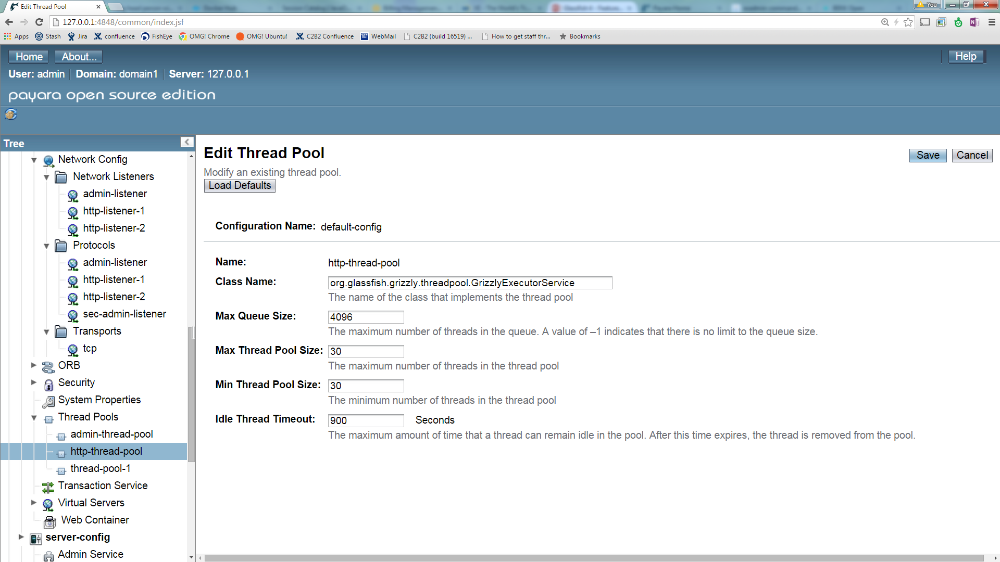 Edit Thread Pool
You
127.0.0.1:4848/common/index.jsf
Apps Stash Jira confluence FishEye OMG! Chrome OMG! Ubuntu! C2B2 Confluence WebMail C2B2 (build 16519) ... How to get staff thr... Bookmarks
Home About... Help
User: admin Domain: domain1 Server: 127.0.0.1
payara open source edition
Tree
Network Config
Network Listeners
admin-listener
http-listener-1
http-listener-2
Protocols
admin-listener
http-listener-1
http-listener-2
sec-admin-listener
Transports
tcp
ORB
Security
System Properties
Thread Pools
admin-thread-pool
http-thread-pool
thread-pool-1
Transaction Service
Virtual Servers
Web Container
server-config
Admin Service
Edit Thread Pool
Save Cancel
Modify an existing thread pool.
Load Defaults
Configuration Name: default-config
Name: http-thread-pool
Class Name: org.glassfish.grizzly.threadpool.GrizzlyExecutorService
The name of the class that implements the thread pool
Max Queue Size: 4096
The maximum number of threads in the queue. A value of –1 indicates that there is no limit to the queue size.
Max Thread Pool Size: 30
The maximum number of threads in the thread pool
Min Thread Pool Size: 30
The minimum number of threads in the thread pool
Idle Thread Timeout: 900 Seconds
The maximum amount of time that a thread can remain idle in the pool. After this time expires, the thread is removed from the pool.